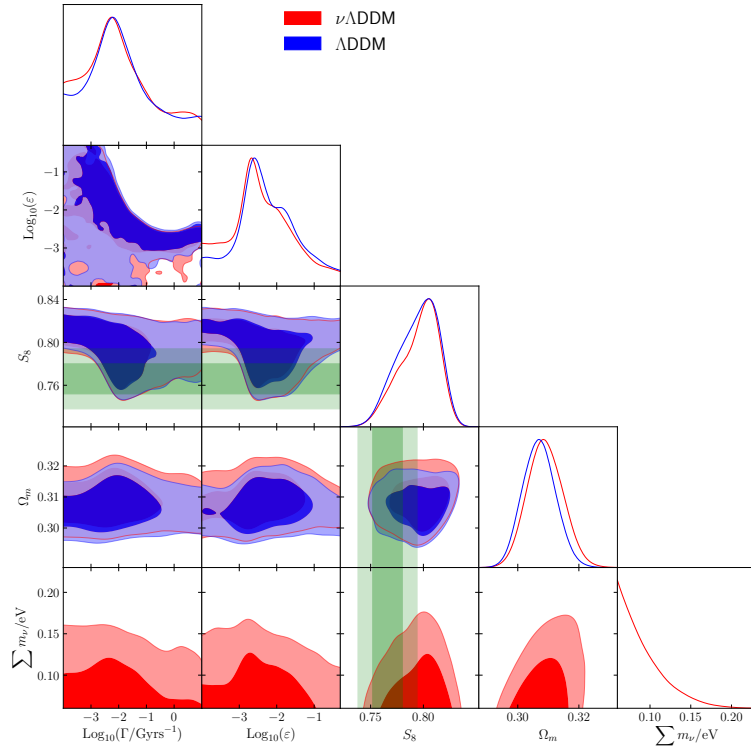 νΛDDM
ΛDDM
−1
−2
−3
Log₁₀(ε)
0.84
0.80
0.76
S₈
0.32
0.31
0.30
Ωₘ
0.20
0.15
0.10
∑ mᵥ/eV
−3 −2 −1 0
Log₁₀(Γ/Gyrs⁻¹)
−3 −2 −1
Log₁₀(ε)
0.75 0.80
S₈
0.30 0.32
Ωₘ
0.10 0.15 0.20
∑ mᵥ/eV